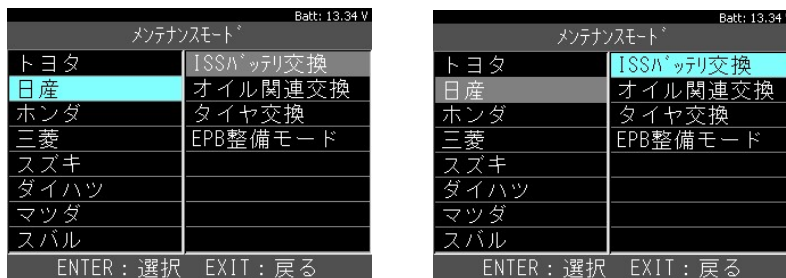 Batt: 13.34 V
メンテナンスモード
トヨタ ISSバッテリ交換
日産 オイル関連交換
ホンダ タイヤ交換
三菱 EPB整備モード
スズキ
ダイハツ
マツダ
スバル
ENTER：選択 EXIT：戻る
Batt: 13.34
メンテナンスモード
トヨタ ISSバッテリ交換
日産 オイル関連交換
ホンダ タイヤ交換
三菱 EPB整備モード
スズキ
ダイハツ
マツダ
スバル
ENTER：選択 EXIT：戻る